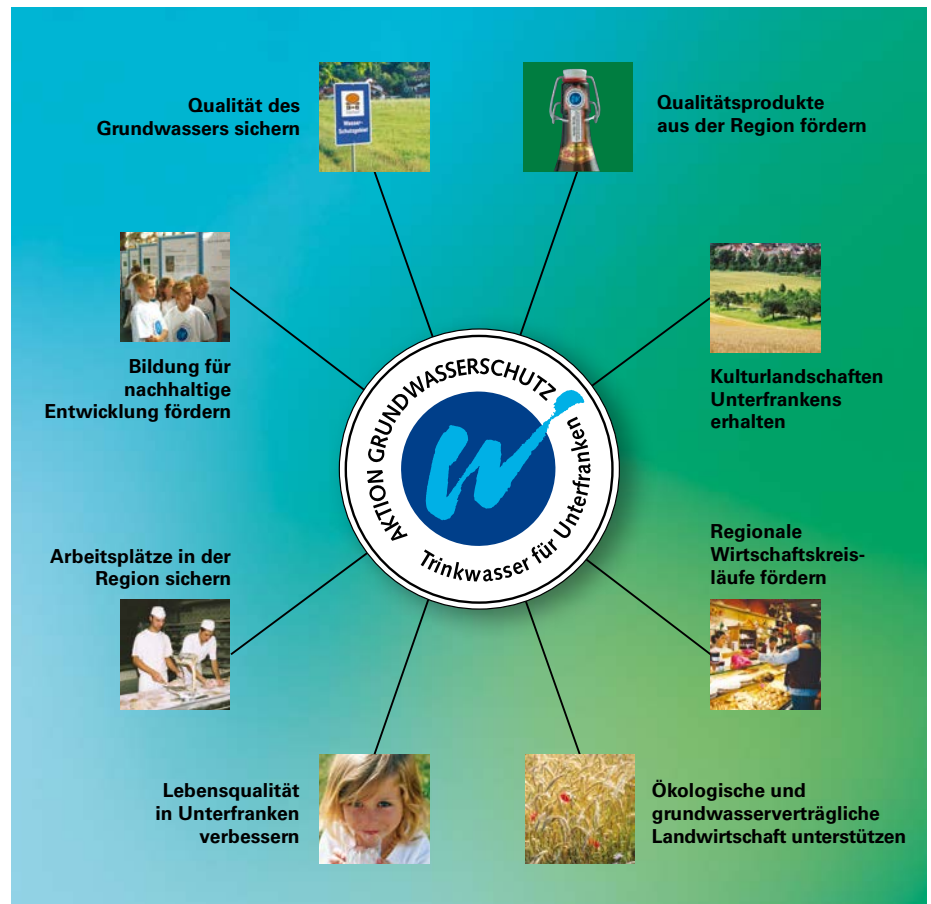 Qualität des
Grundwassers sichern
Wasser-
Schutzgebiet
Qualitätsprodukte
aus der Region fördern
Bildung für
nachhaltige
Entwicklung fördern
Kulturlandschaften
Unterfrankens
erhalten
AKTION GRUNDWASSERSCHUTZ
Trinkwasser für Unterfranken
Arbeitsplätze in der
Region sichern
Regionale
Wirtschaftskreis-
läufe fördern
Lebensqualität
in Unterfranken
verbessern
Ökologische und
grundwasserverträgliche
Landwirtschaft unterstützen